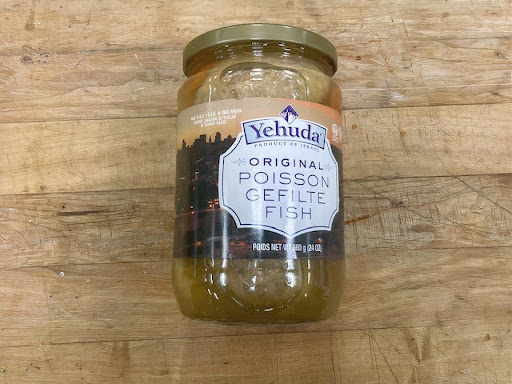 Yehuda
PRODUCT OF ISRAEL
ORIGINAL
POISSON
GEFILTE
FISH
POIDS NET WT 680 g (24 OZ)